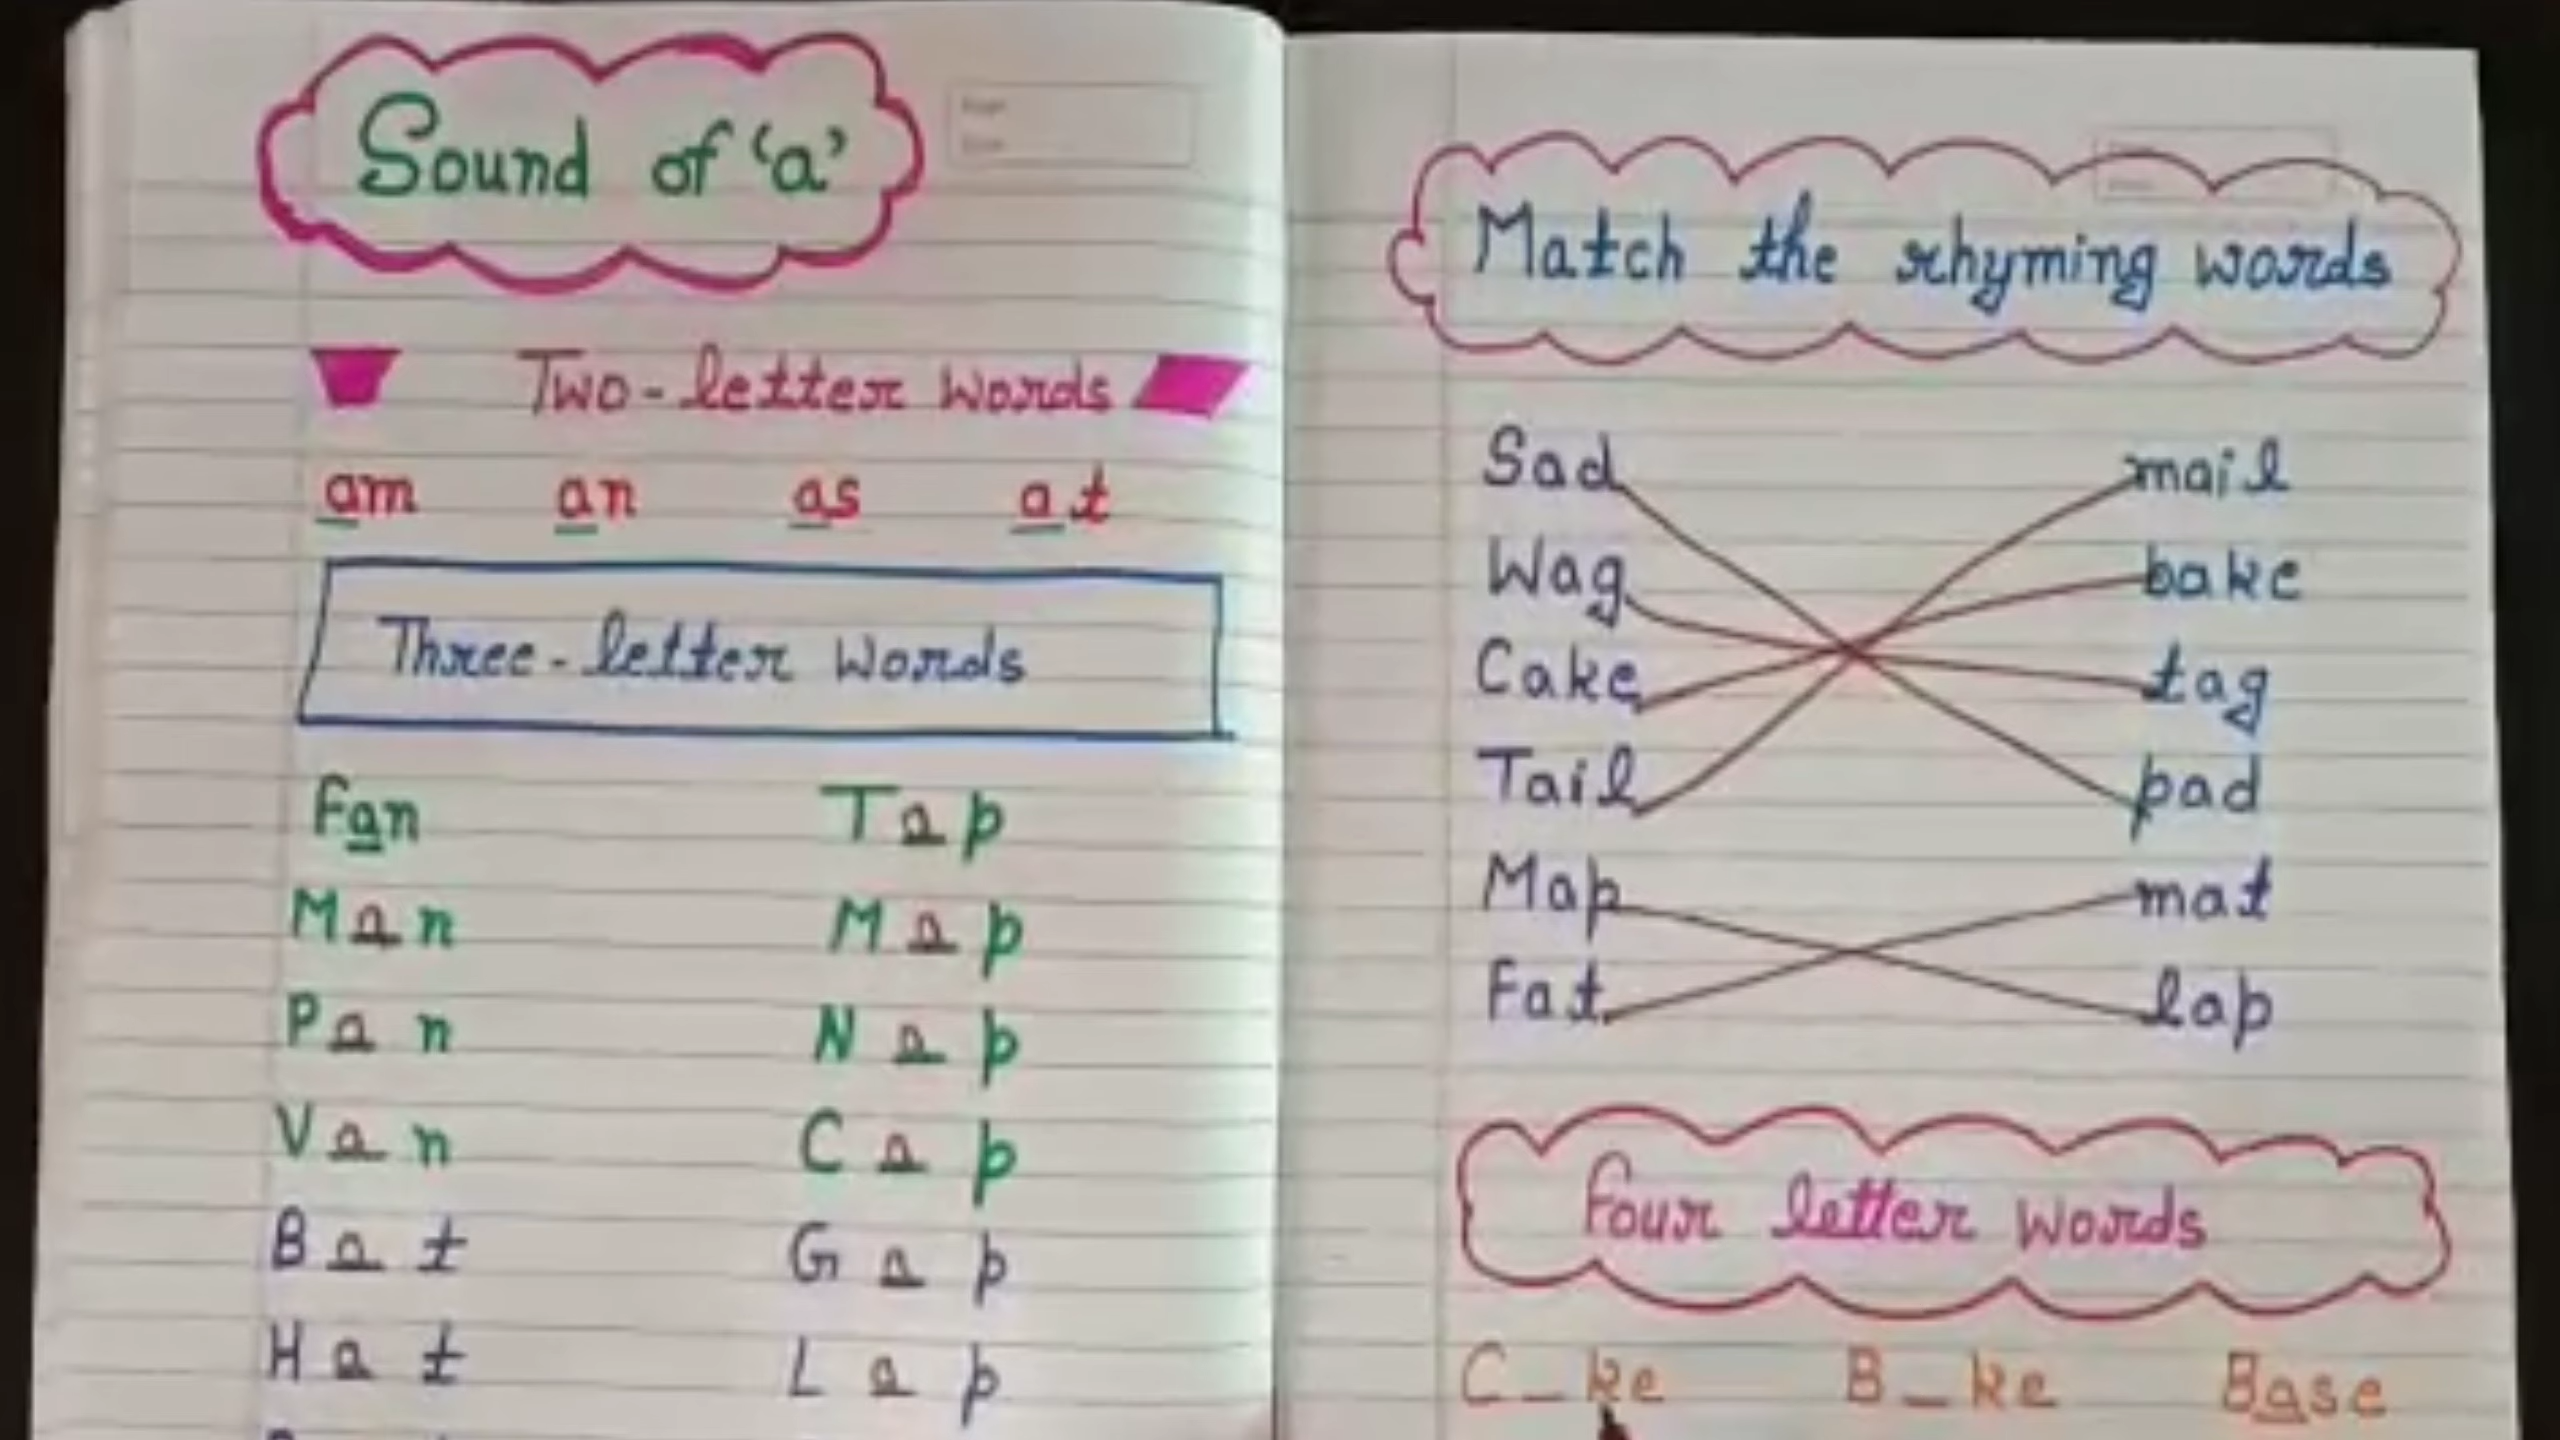 Sound of 'a'
Two-letter words
am an as at
Three-letter words
Fan Tap
Man Map
Pan Nap
Van Cap
Bat Gap
Hat Lap
Match the rhyming words
Sad mail
Wag bake
Cake tag
Tail pad
Map mat
Fat lap
Four letter words
C_ke B_ke Base